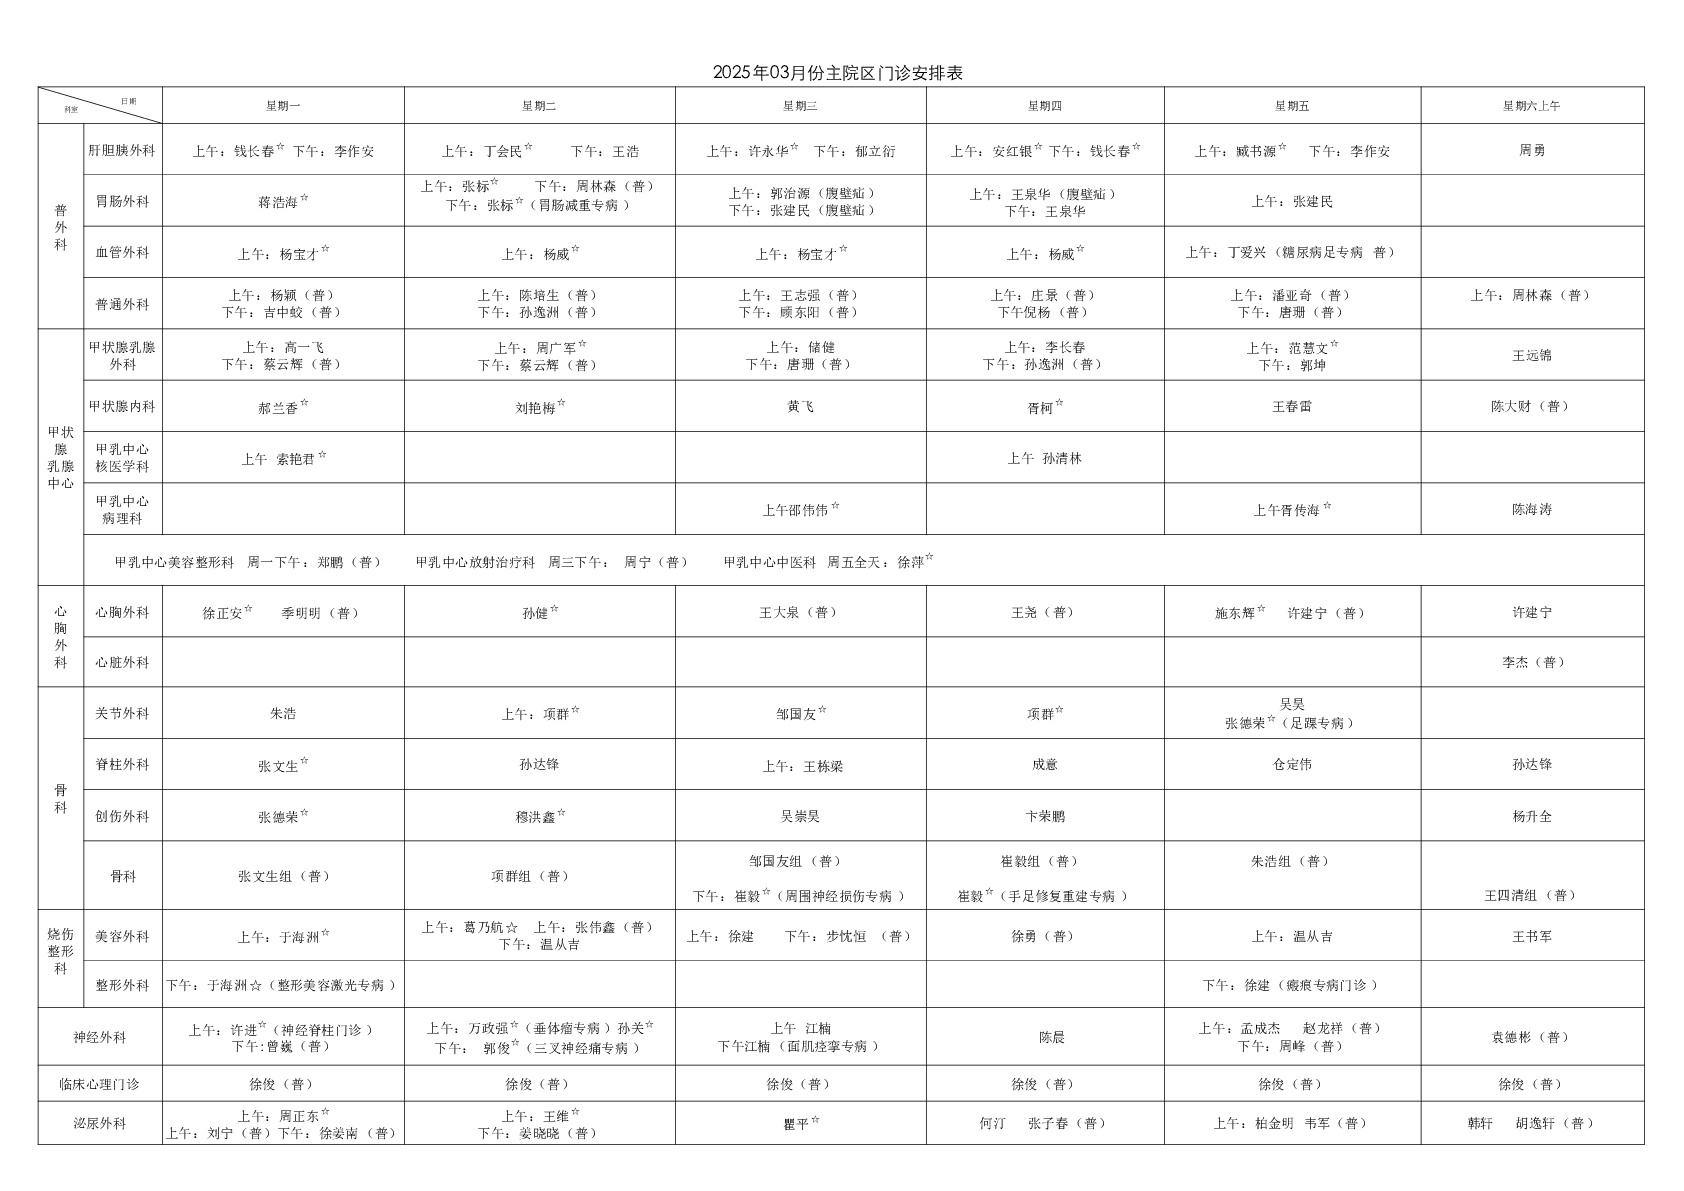 2025年03月份主院区门诊安排表
日期
科室
星期一 星期二 星期三 星期四 星期五 星期六上午
普外科
肝胆胰外科 上午：钱长春☆ 下午：李作安 上午：丁会民☆ 下午：王浩 上午：许永华☆ 下午：郁立衍 上午：安红银☆ 下午：钱长春☆ 上午：臧书源☆ 下午：李作安 周勇
胃肠外科 蒋浩海☆
上午：张标☆ 下午：周林森（普）
下午：张标☆（胃肠减重专病）
上午：郭治源（腹壁疝）
下午：张建民（腹壁疝）
上午：王泉华（腹壁疝）
下午：王泉华
上午：张建民
血管外科 上午：杨宝才☆ 上午：杨威☆ 上午：杨宝才☆ 上午：杨威☆ 上午：丁爱兴（糖尿病足专病 普）
普通外科
上午：杨颖（普）
下午：吉中蛟（普）
上午：陈培生（普）
下午：孙逸洲（普）
上午：王志强（普）
下午：顾东阳（普）
上午：庄景（普）
下午倪杨（普）
上午：潘亚奇（普）
下午：唐珊（普）
上午：周林森（普）
甲状
腺
乳腺
中心
甲状腺乳腺
外科
上午：高一飞
下午：蔡云辉（普）
上午：周广军☆
下午：蔡云辉（普）
上午：储健
下午：唐珊（普）
上午：李长春
下午：孙逸洲（普）
上午：范慧文☆
下午：郭坤
王远锦
甲状腺内科 郝兰香☆ 刘艳梅☆ 黄飞 胥柯☆ 王春雷 陈大财（普）
甲乳中心
核医学科
上午 索艳君☆ 上午 孙清林
甲乳中心
病理科
上午邵伟伟☆ 上午胥传海☆ 陈海涛
甲乳中心美容整形科 周一下午：郑鹏（普） 甲乳中心放射治疗科 周三下午： 周宁（普） 甲乳中心中医科 周五全天：徐萍☆
心
胸
外
科
心胸外科 徐正安☆ 季明明（普） 孙健☆ 王大泉（普） 王尧（普） 施东辉☆ 许建宁（普） 许建宁
心脏外科 李杰（普）
骨
科
关节外科 朱浩 上午：项群☆ 邹国友☆ 项群☆
吴昊
张德荣☆（足踝专病）
脊柱外科 张文生☆ 孙达锋 上午：王栋梁 成意 仓定伟 孙达锋
创伤外科 张德荣☆ 穆洪鑫☆ 吴崇昊 卞荣鹏 杨升全
骨科 张文生组（普） 项群组（普）
邹国友组（普）
下午：崔毅☆（周围神经损伤专病）
崔毅组（普）
崔毅☆（手足修复重建专病）
朱浩组（普）
王四清组（普）
烧伤
整形
科
美容外科 上午：于海洲☆
上午：葛乃航☆ 上午：张伟鑫（普）
下午：温从吉
上午：徐建 下午：步忱恒 （普） 徐勇（普） 上午：温从吉 王书军
整形外科 下午：于海洲☆（整形美容激光专病） 下午：徐建（瘢痕专病门诊）
神经外科
上午：许进☆（神经脊柱门诊）
下午:曾巍（普）
上午：万政强☆（垂体瘤专病）孙关☆
下午： 郭俊☆（三叉神经痛专病）
上午 江楠
下午江楠（面肌痉挛专病）
陈晨
上午：孟成杰 赵龙祥（普）
下午：周峰（普）
袁德彬（普）
临床心理门诊 徐俊（普） 徐俊（普） 徐俊（普） 徐俊（普） 徐俊（普） 徐俊（普）
泌尿外科
上午：周正东☆
上午：刘宁（普）下午：徐姜南（普）
上午：王维☆
下午：姜晓晓（普）
瞿平☆ 何汀 张子春（普） 上午：柏金明 韦军（普） 韩轩 胡逸轩（普）